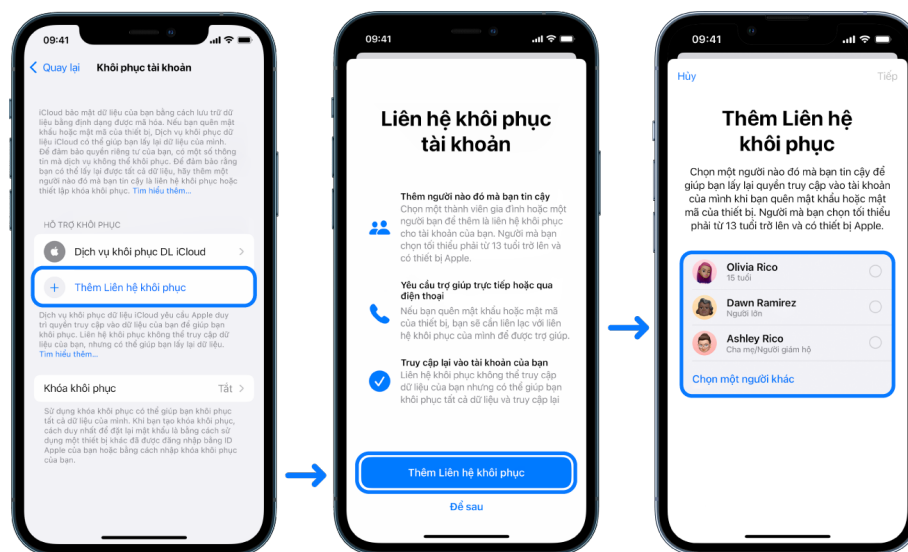 09:41
Quay lại
Khôi phục tài khoản
iCloud bảo mật dữ liệu của bạn bằng cách lưu trữ dữ
liệu bằng định dạng được mã hóa. Nếu bạn quên mật
khẩu hoặc mật mã của thiết bị, Dịch vụ khôi phục dữ
liệu iCloud có thể giúp bạn lấy lại dữ liệu của mình.
Để đảm bảo quyền riêng tư của bạn, có một số thông
tin mà dịch vụ không thể khôi phục. Để đảm bảo rằng
bạn có thể lấy lại được tất cả dữ liệu, hãy thêm một
người nào đó mà bạn tin cậy là liên hệ khôi phục hoặc
thiết lập khóa khôi phục. Tìm hiểu thêm...
HỖ TRỢ KHÔI PHỤC
Dịch vụ khôi phục DL iCloud
Thêm Liên hệ khôi phục
Dịch vụ khôi phục dữ liệu iCloud yêu cầu Apple duy
trì quyền truy cập vào dữ liệu của bạn để giúp bạn
khôi phục. Liên hệ khôi phục không thể truy cập dữ
liệu của bạn, nhưng có thể giúp bạn lấy lại dữ liệu.
Tìm hiểu thêm...
Khóa khôi phục Tắt
Sử dụng khóa khôi phục có thể giúp bạn khôi phục
tất cả dữ liệu của mình. Khi bạn tạo khóa khôi phục,
cách duy nhất để đặt lại mật khẩu là bằng cách sử
dụng một thiết bị khác đã được đăng nhập bằng ID
Apple của bạn hoặc bằng cách nhập khóa khôi phục
của bạn.
09:41
Liên hệ khôi phục
tài khoản
Thêm người nào đó mà bạn tin cậy
Chọn một thành viên gia đình hoặc một
người bạn để thêm là liên hệ khôi phục
cho tài khoản của bạn. Người mà bạn
chọn tối thiểu phải từ 13 tuổi trở lên và
có thiết bị Apple.
Yêu cầu trợ giúp trực tiếp hoặc qua
điện thoại
Nếu bạn quên mật khẩu hoặc mật mã
của thiết bị, bạn sẽ cần liên lạc với liên
hệ khôi phục của mình để được trợ giúp.
Truy cập lại vào tài khoản của bạn
Liên hệ khôi phục không thể truy cập
dữ liệu của bạn nhưng có thể giúp bạn
khôi phục tất cả dữ liệu và truy cập lại
Thêm Liên hệ khôi phục
Để sau
09:41
Hủy
Tiếp
Thêm Liên hệ
khôi phục
Chọn một người nào đó mà bạn tin cậy để
giúp bạn lấy lại quyền truy cập vào tài khoản
của mình khi bạn quên mật khẩu hoặc mật
mã của thiết bị. Người mà bạn chọn tối thiểu
phải từ 13 tuổi trở lên và có thiết bị Apple.
Olivia Rico
15 tuổi
Dawn Ramirez
Người lớn
Ashley Rico
Cha mẹ/Người giám hộ
Chọn một người khác